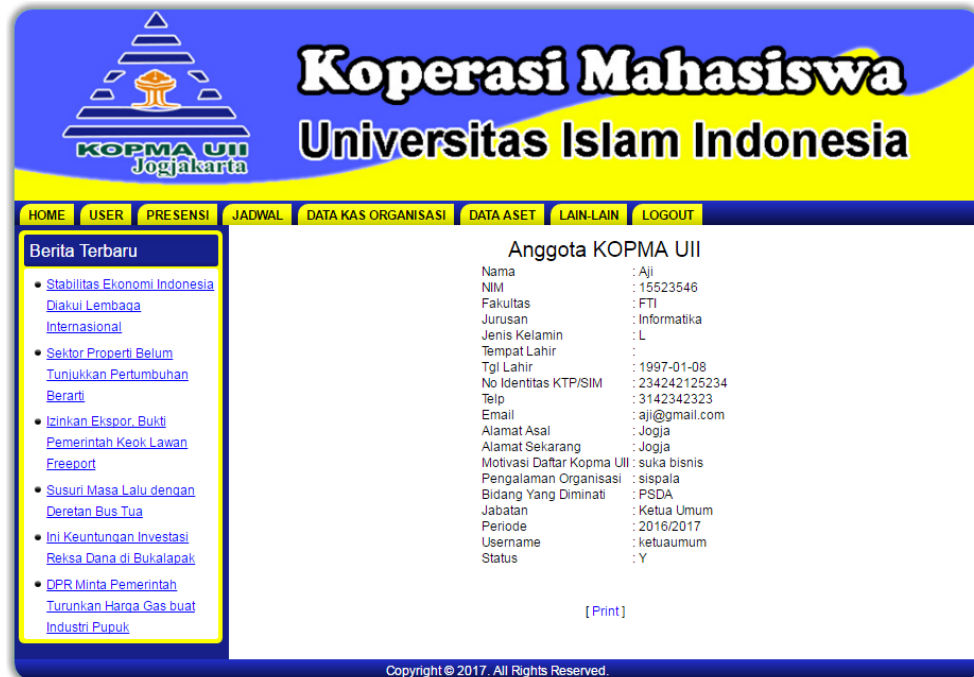 KOPMA UII
Jogjakarta
Koperasi Mahasiswa
Universitas Islam Indonesia
HOME USER PRESENSI JADWAL DATA KAS ORGANISASI DATA ASET LAIN-LAIN LOGOUT
Berita Terbaru
Stabilitas Ekonomi Indonesia
Diakui Lembaga
Internasional
Sektor Properti Belum
Tunjukkan Pertumbuhan
Berarti
Izinkan Ekspor, Bukti
Pemerintah Keok Lawan
Freeport
Susuri Masa Lalu dengan
Deretan Bus Tua
Ini Keuntungan Investasi
Reksa Dana di Bukalapak
DPR Minta Pemerintah
Turunkan Harga Gas buat
Industri Pupuk
Anggota KOPMA UII
Nama : Aji
NIM : 15523546
Fakultas : FTI
Jurusan : Informatika
Jenis Kelamin : L
Tempat Lahir :
Tgl Lahir : 1997-01-08
No Identitas KTP/SIM : 234242125234
Telp : 3142342323
Email : aji@gmail.com
Alamat Asal : Jogja
Alamat Sekarang : Jogja
Motivasi Daftar Kopma UII : suka bisnis
Pengalaman Organisasi : sispala
Bidang Yang Diminati : PSDA
Jabatan : Ketua Umum
Periode : 2016/2017
Username : ketuaumum
Status : Y
[ Print ]
Copyright © 2017. All Rights Reserved.